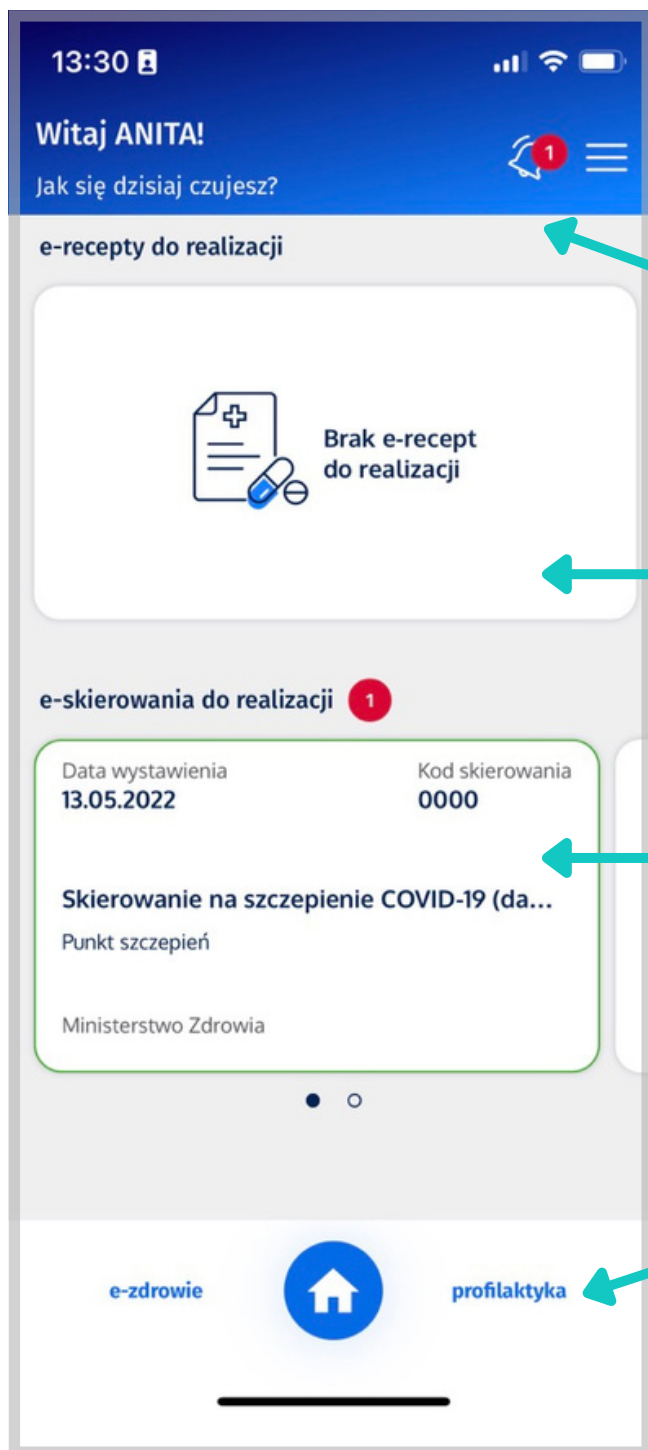 13:30
Witaj ANITA!
1
Jak się dzisiaj czujesz?
e-recepty do realizacji
Brak e-recept
do realizacji
e-skierowania do realizacji 1
Data wystawienia Kod skierowania
13.05.2022 0000
Skierowanie na szczepienie COVID-19 (da...
Punkt szczepień
Ministerstwo Zdrowia
e-zdrowie profilaktyka